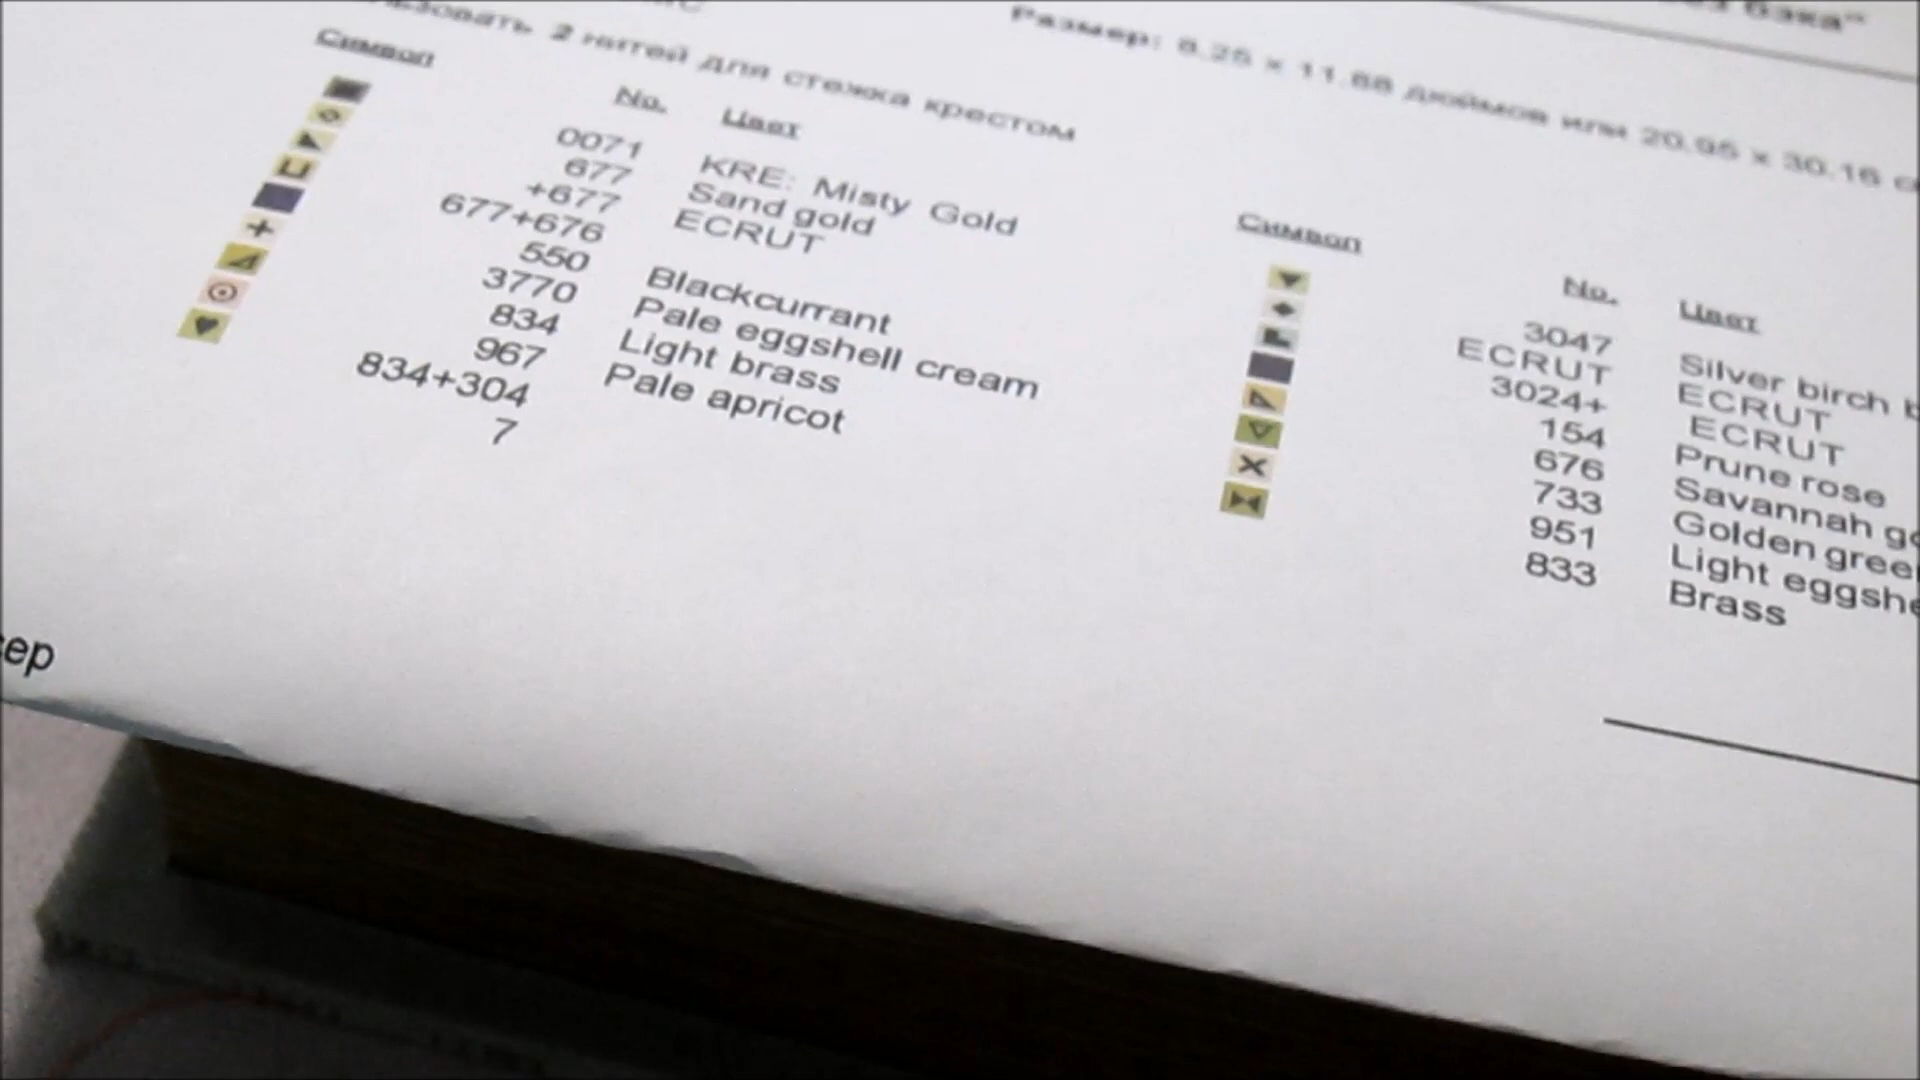 2 нитей для стежка крестом
Размер: 8.25 x 11.88 дюймов или 20.95 x 30.16
Символ No. Цвет
0071 KRE: Misty Gold
677 Sand gold
+677 ECRUT
677+676
550 Blackcurrant
3770 Pale eggshell cream
834 Light brass
967 Pale apricot
834+304
7
Символ No. Цвет
3047 Silver birch
ECRUT ECRUT
3024+ ECRUT
154 Prune rose
676 Savannah
733 Golden
951 Light
833 Brass